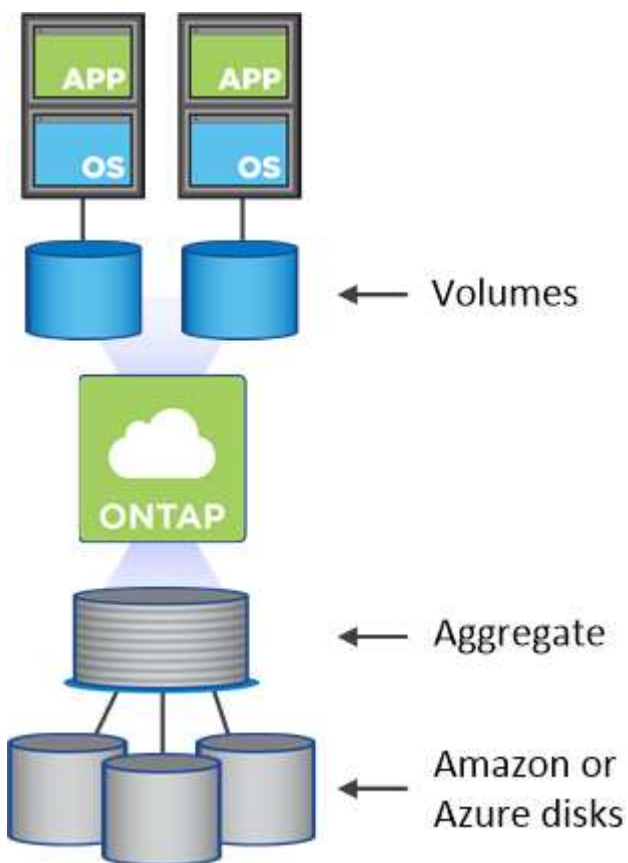 APP APP
OS OS
Volumes
ONTAP
Aggregate
Amazon or
Azure disks